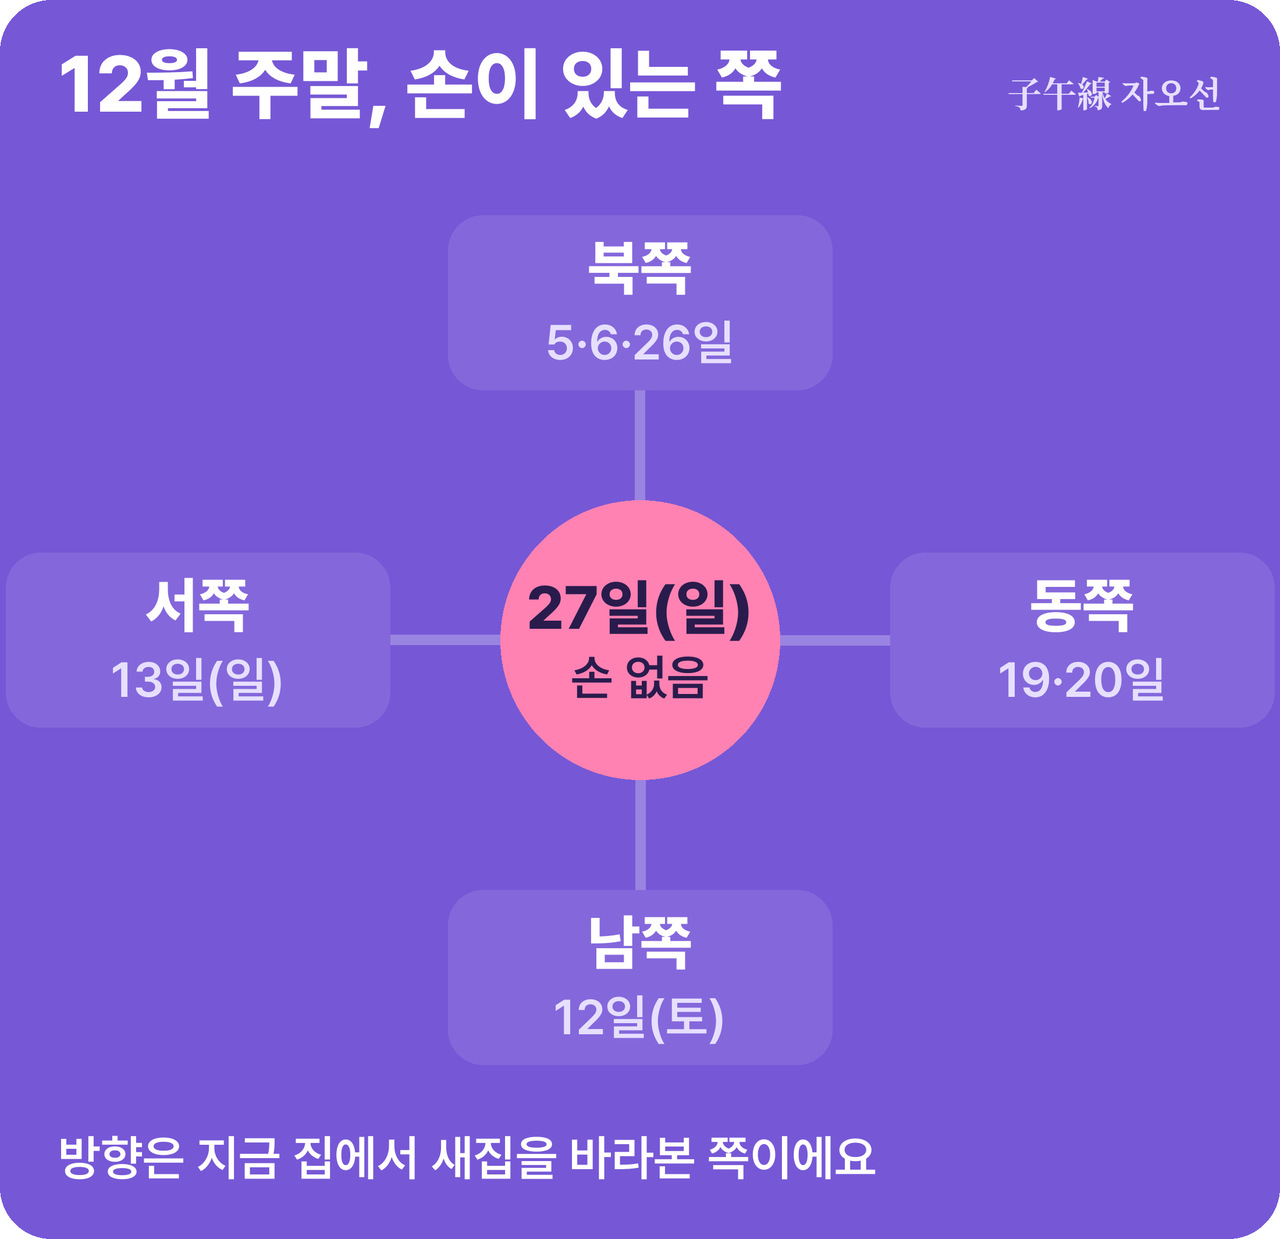 12월 주말, 손이 있는 쪽
子午線 자오선
북쪽
5·6·26일
서쪽
13일(일)
27일(일)
손 없음
동쪽
19·20일
남쪽
12일(토)
방향은 지금 집에서 새집을 바라본 쪽이에요